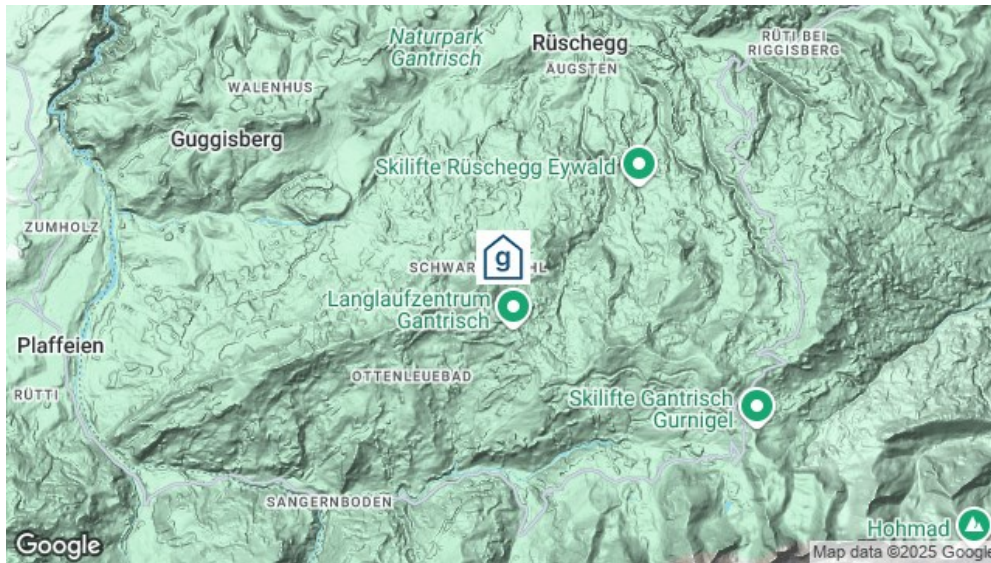 Naturpark
Gantrisch
Rüschegg
ÄUGSTEN
RÜTI BEI
RIGGISBERG
WALENHUS
Guggisberg
Skilifte Rüschegg Eywald
ZUMHOLZ
g
Langlaufzentrum
Gantrisch
Plaffeien
OTTENLEUEBAD
RÜTTI
Skilifte Gantrisch
Gurnigel
SANGERNBODEN
Hohmad
Google
Map data ©2025 Google